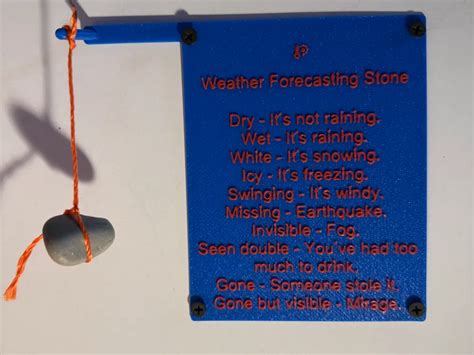 Weather Forecasting Stone
Dry - It's not raining.
Wet - It's raining.
White - It's snowing.
Icy - It's freezing.
Swinging - It's windy.
Missing - Earthquake.
Invisible - Fog.
Seen double - You've had too
much to drink.
Gone - Someone stole it.
Gone but visible - Mirage.